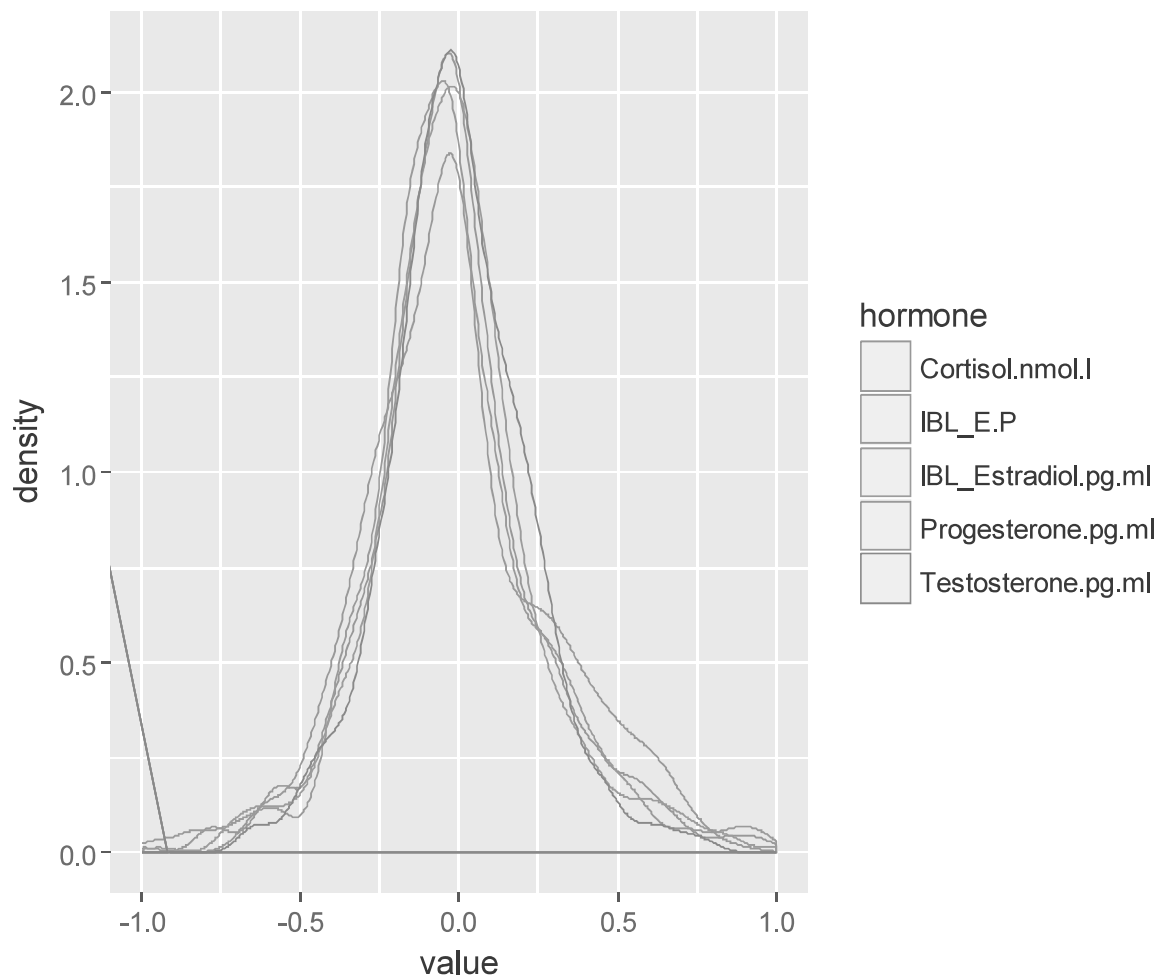 2.0
1.5
1.0
0.5
0.0
density
-1.0 -0.5 0.0 0.5 1.0
value
hormone
Cortisol.nmol.l
IBL_E.P
IBL_Estradiol.pg.ml
Progesterone.pg.ml
Testosterone.pg.ml